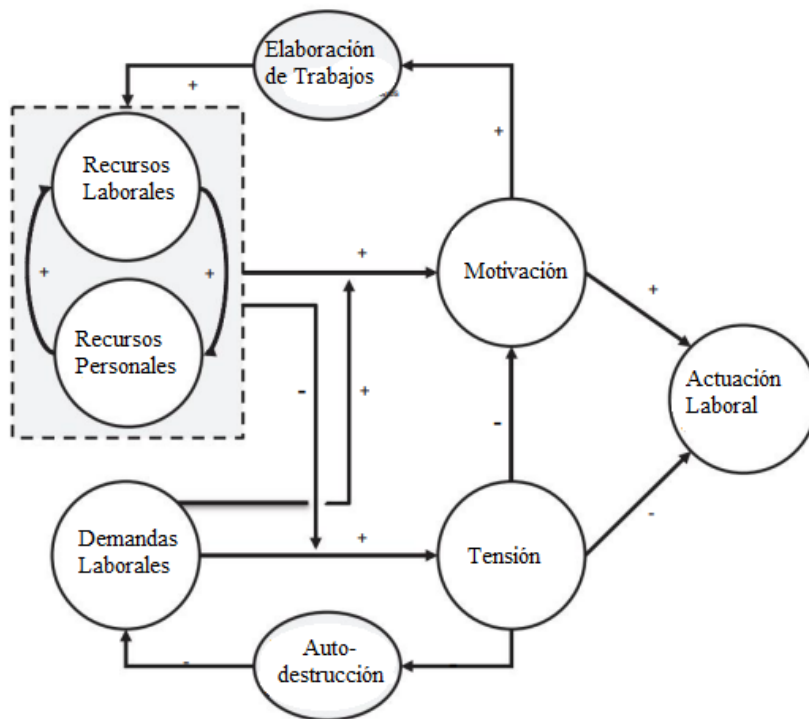 Elaboración
de Trabajos
+
+
Recursos
Laborales
+
+
+
Motivación
+
Recursos
Personales
-
+
-
Actuación
Laboral
Demandas
Laborales
+
Tensión
-
Auto-
destrucción
-
-